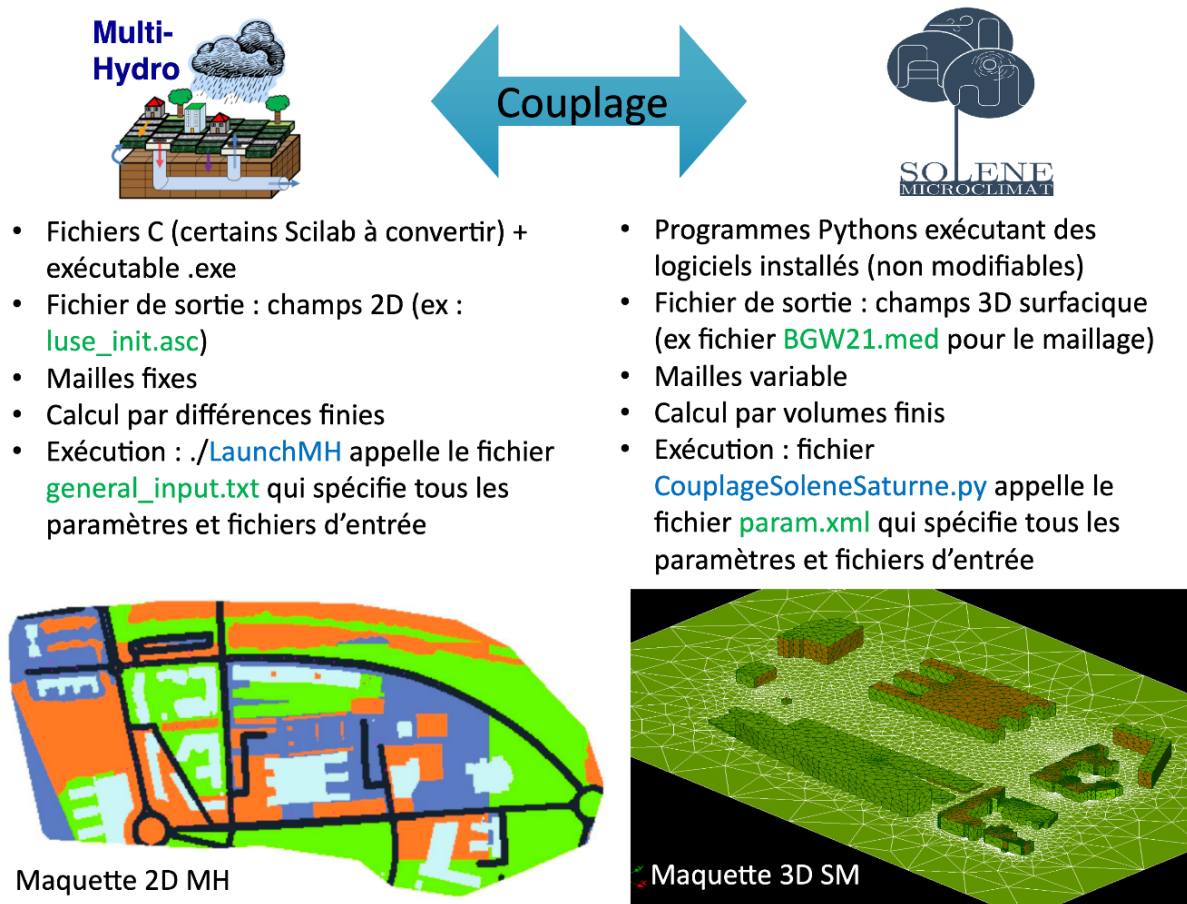 Multi-
Hydro
Couplage
SOLENE
MICROCLIMAT
• Fichiers C (certains Scilab à convertir) +
exécutable .exe
• Fichier de sortie : champs 2D (ex :
luse_init.asc)
• Mailles fixes
• Calcul par différences finies
• Exécution : ./LaunchMH appelle le fichier
general_input.txt qui spécifie tous les
paramètres et fichiers d’entrée
• Programmes Pythons exécutant des
logiciels installés (non modifiables)
• Fichier de sortie : champs 3D surfacique
(ex fichier BGW21.med pour le maillage)
• Mailles variable
• Calcul par volumes finis
• Exécution : fichier
CouplageSoleneSaturne.py appelle le
fichier param.xml qui spécifie tous les
paramètres et fichiers d’entrée
Maquette 2D MH
Maquette 3D SM